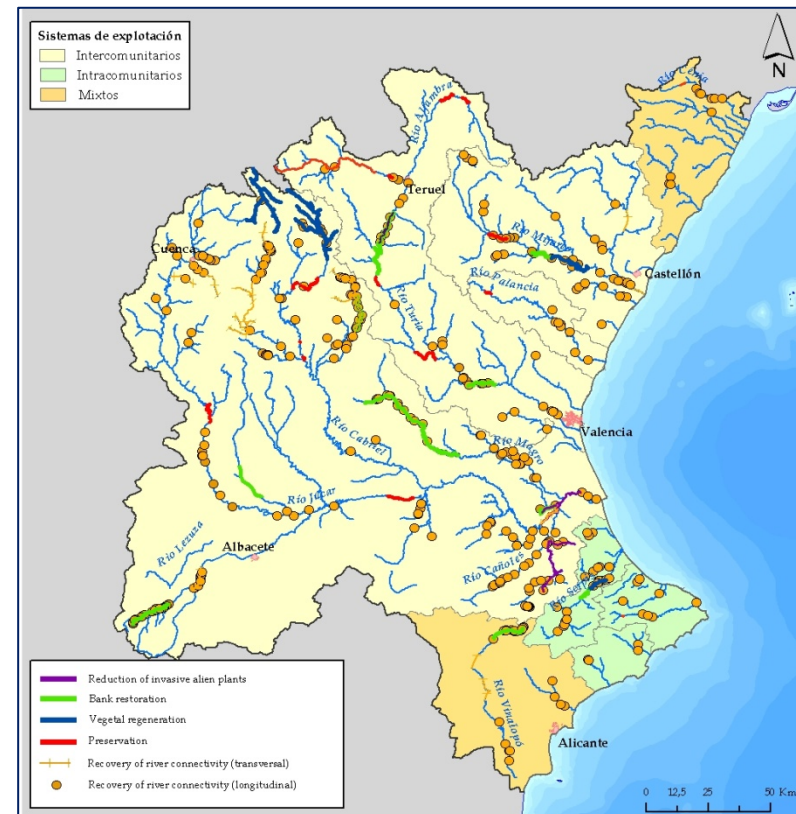 Sistemas de explotación
Intercomunitarios
Intracomunitarios
Mixtos
N
Río Cenia
Río Alfambra
Teruel
Cuenca
Río Mijares
Castellón
Río Palancia
Río Turia
Valencia
Río Magro
Río Cabriel
Río Júcar
Río Lezuza
Albacete
Río Cañoles
Río Serpis
Río Vinalopó
Alicante
Reduction of invasive alien plants
Bank restoration
Vegetal regeneration
Preservation
Recovery of river connectivity (transversal)
Recovery of river connectivity (longitudinal)
0 12,5 25 50 Km